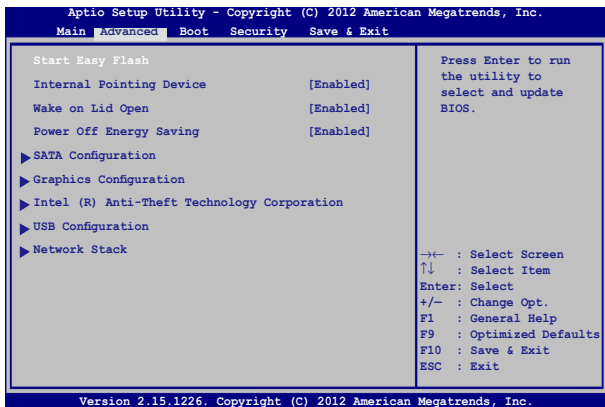 Aptio Setup Utility - Copyright (C) 2012 American Megatrends, Inc.
Main Advanced Boot Security Save & Exit
Start Easy Flash
Internal Pointing Device [Enabled]
Wake on Lid Open [Enabled]
Power Off Energy Saving [Enabled]
SATA Configuration
Graphics Configuration
Intel (R) Anti-Theft Technology Corporation
USB Configuration
Network Stack
Press Enter to run
the utility to
select and update
BIOS.
→← : Select Screen
↑↓ : Select Item
Enter: Select
+/— : Change Opt.
F1 : General Help
F9 : Optimized Defaults
F10 : Save & Exit
ESC : Exit
Version 2.15.1226. Copyright (C) 2012 American Megatrends, Inc.